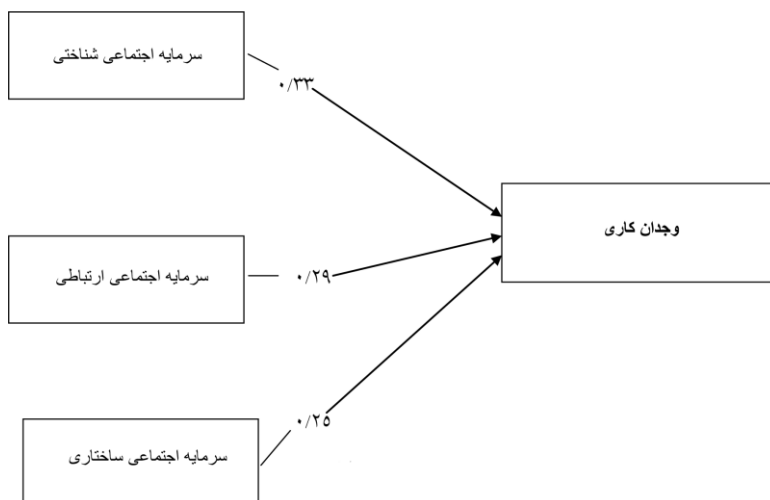 سرمایه اجتماعی شناختی
۰/۳۳
وجدان کاری
سرمایه اجتماعی ارتباطی
۰/۲۹
۰/۲۵
سرمایه اجتماعی ساختاری